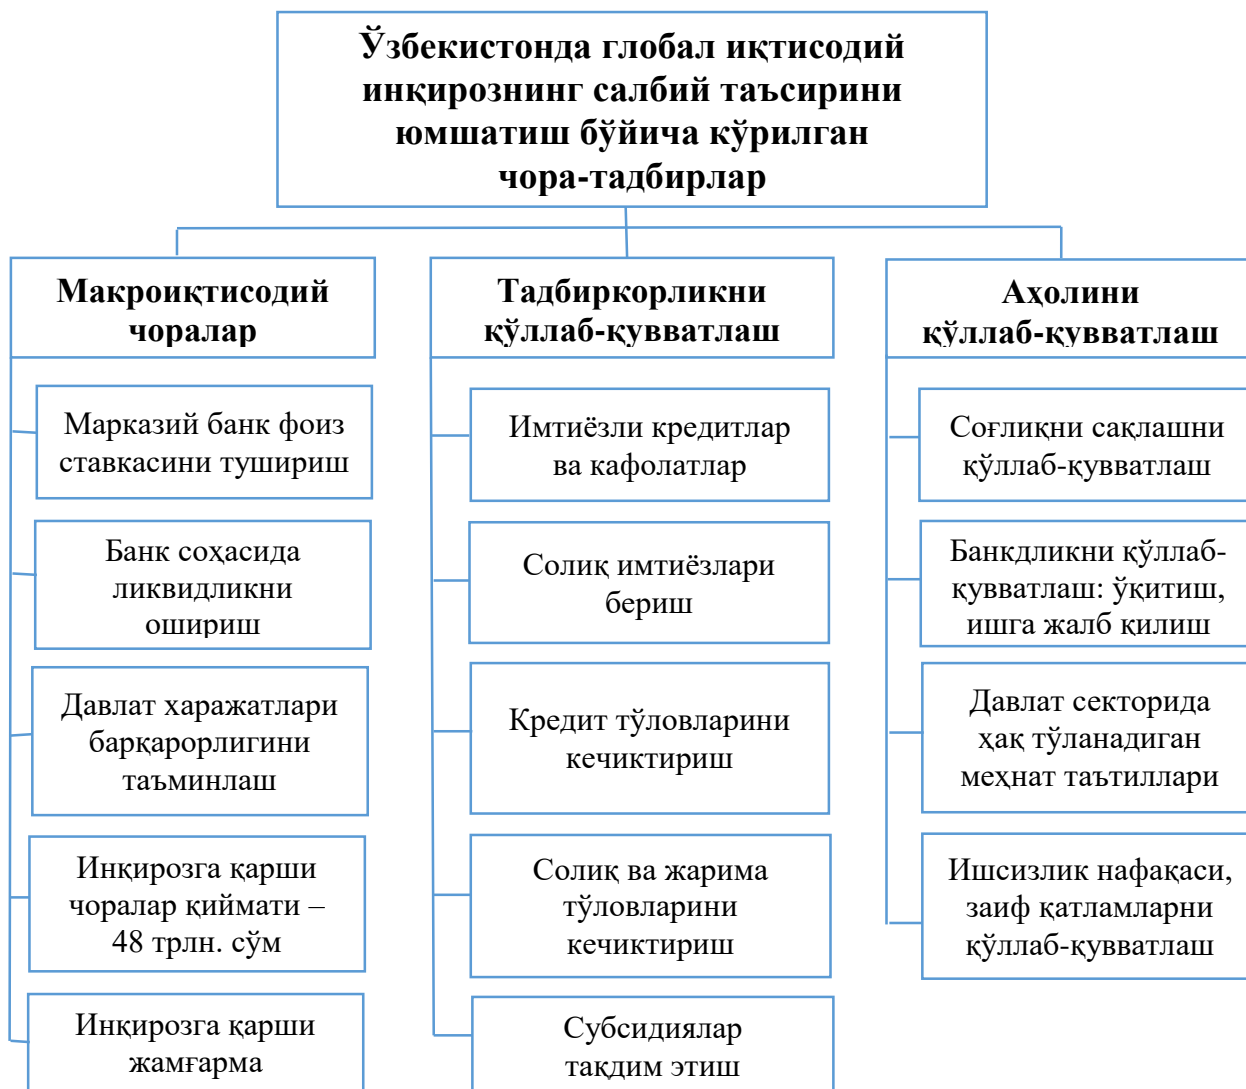 Ўзбекистонда глобал иқтисодий
инқирознинг салбий таъсирини
юмшатиш бўйича кўрилган
чора-тадбирлар
Макроиқтисодий
чоралар
Марказий банк фоиз
ставкасини тушириш
Банк соҳасида
ликвидликни
ошириш
Давлат харажатлари
барқарорлигини
таъминлаш
Инқирозга қарши
чоралар қиймати –
48 трлн. сўм
Инқирозга қарши
жамғарма
Тадбиркорликни
қўллаб-қувватлаш
Имтиёзли кредитлар
ва кафолатлар
Солиқ имтиёзлари
бериш
Кредит тўловларини
кечиктириш
Солиқ ва жарима
тўловларини
кечиктириш
Субсидиялар
тақдим этиш
Аҳолини
қўллаб-қувватлаш
Соғлиқни сақлашни
қўллаб-қувватлаш
Банкдликни қўллаб-
қувватлаш: ўқитиш,
ишга жалб қилиш
Давлат секторида
ҳақ тўланадиган
меҳнат таътиллари
Ишсизлик нафақаси,
заиф қатламларни
қўллаб-қувватлаш